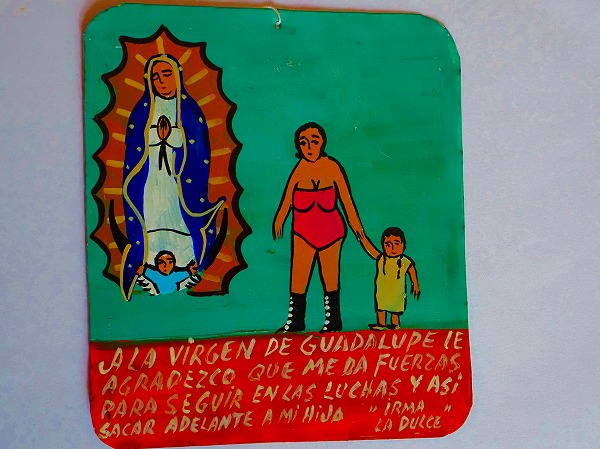 A LA VIRGEN DE GUADALUPE LE
AGRADEZCO QUE ME DA FUERZAS
PARA SEGUIR EN LAS LUCHAS Y ASÍ
SACAR ADELANTE A MI HIJA "IRMA
LA DULCE"